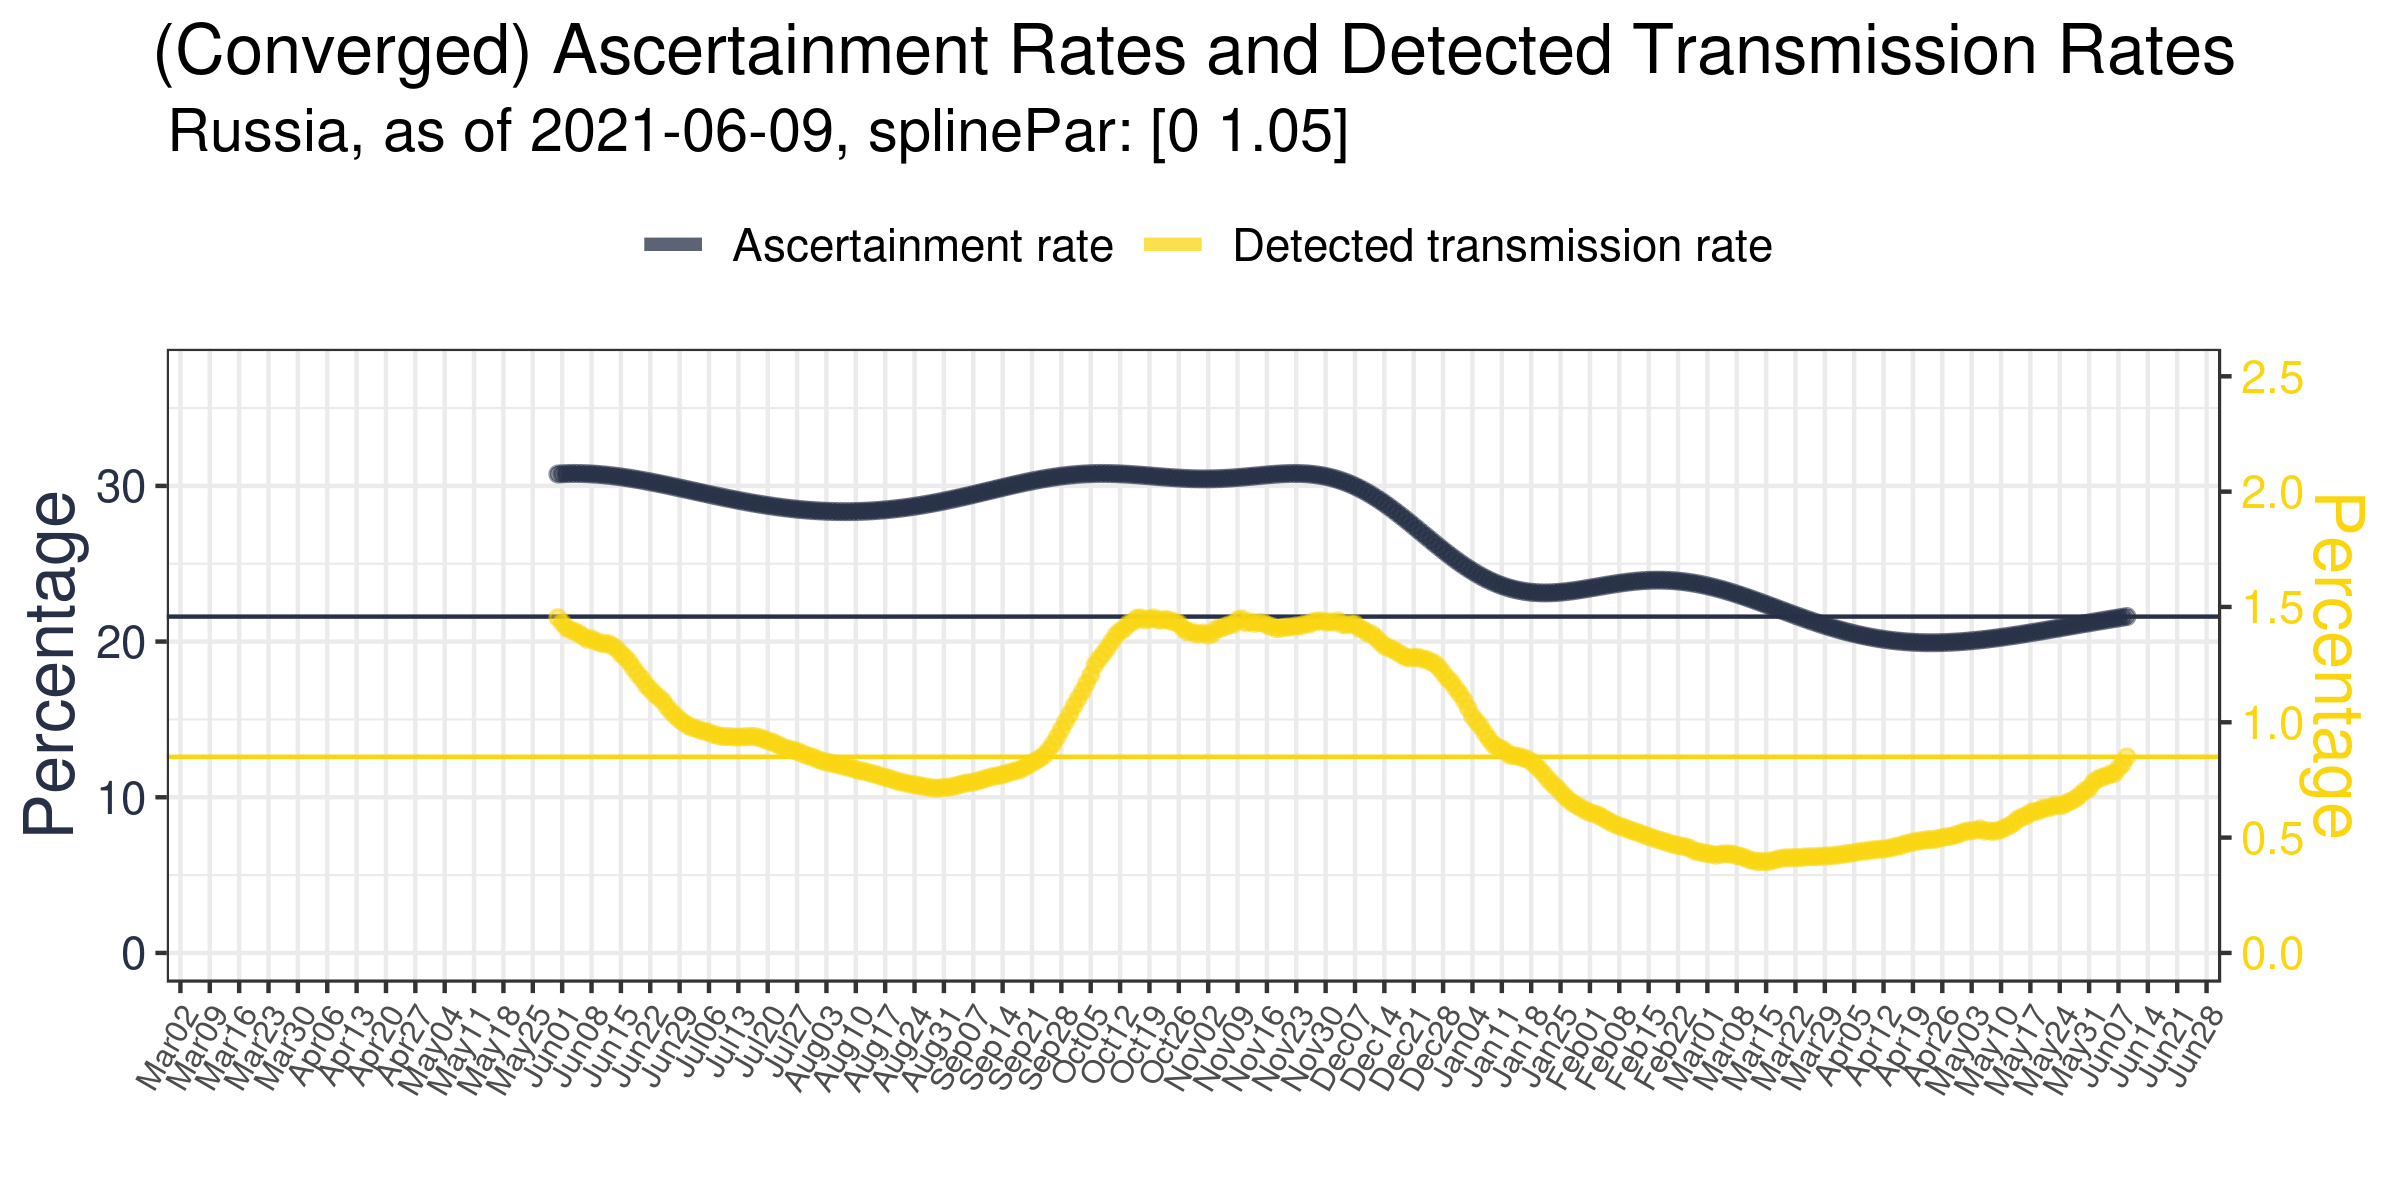 (Converged) Ascertainment Rates and Detected Transmission Rates
Russia, as of 2021-06-09, splinePar: [0 1.05]
Ascertainment rate
Detected transmission rate
Percentage
30
20
10
0
2.5
2.0
1.5
1.0
0.5
0.0
Percentage
Mar02
Mar09
Mar16
Mar23
Mar30
Apr06
Apr13
Apr20
Apr27
May04
May11
May18
May25
Jun01
Jun08
Jun15
Jun22
Jun29
Jul06
Jul13
Jul20
Jul27
Aug03
Aug10
Aug17
Aug24
Aug31
Sep07
Sep14
Sep21
Sep28
Oct05
Oct12
Oct19
Oct26
Nov02
Nov09
Nov16
Nov23
Nov30
Dec07
Dec14
Dec21
Dec28
Jan04
Jan11
Jan18
Jan25
Feb01
Feb08
Feb15
Feb22
Mar01
Mar08
Mar15
Mar22
Mar29
Apr05
Apr12
Apr19
Apr26
May03
May10
May17
May24
May31
Jun07
Jun14
Jun21
Jun28